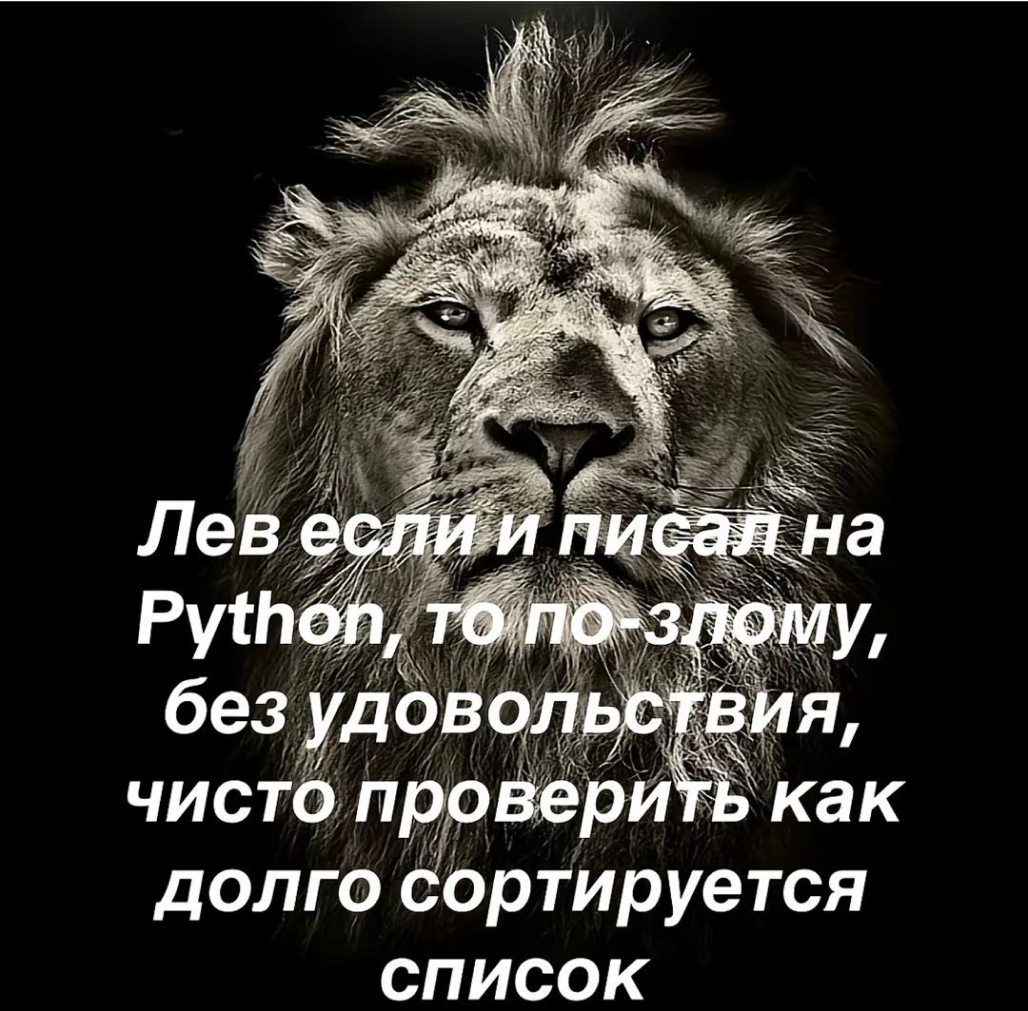 Лев если и писал на
Python, то по-злому,
без удовольствия,
чисто проверить как
долго сортируется
список